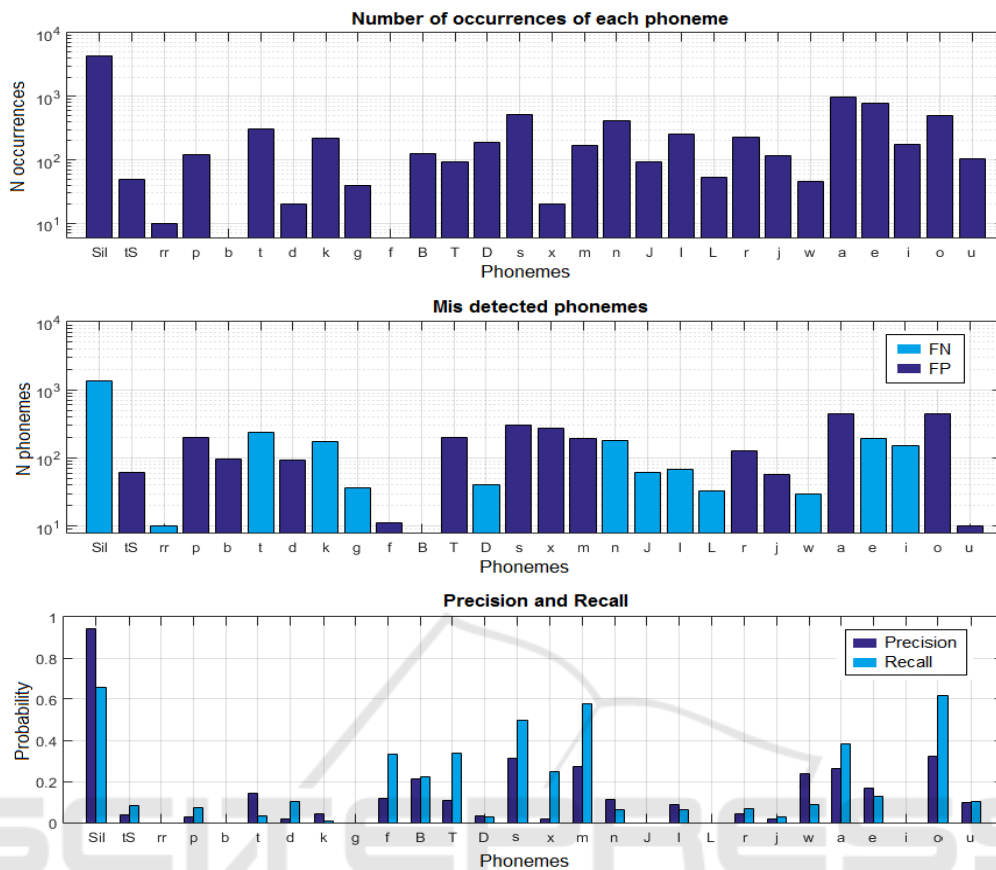 Number of occurrences of each phoneme
10^4
10^3
10^2
10^1
N occurrences
Sil tS rr p b t d k g f B T D s x m n J l L r j w a e i o u
Phonemes
Mis detected phonemes
10^4
10^3
10^2
10^1
N phonemes
FN
FP
Sil tS rr p b t d k g f B T D s x m n J l L r j w a e i o u
Phonemes
Precision and Recall
1
0.8
0.6
0.4
0.2
0
Probability
Precision
Recall
Sil tS rr p b t d k g f B T D s x m n J l L r j w a e i o u
Phonemes
SCITEPRESS